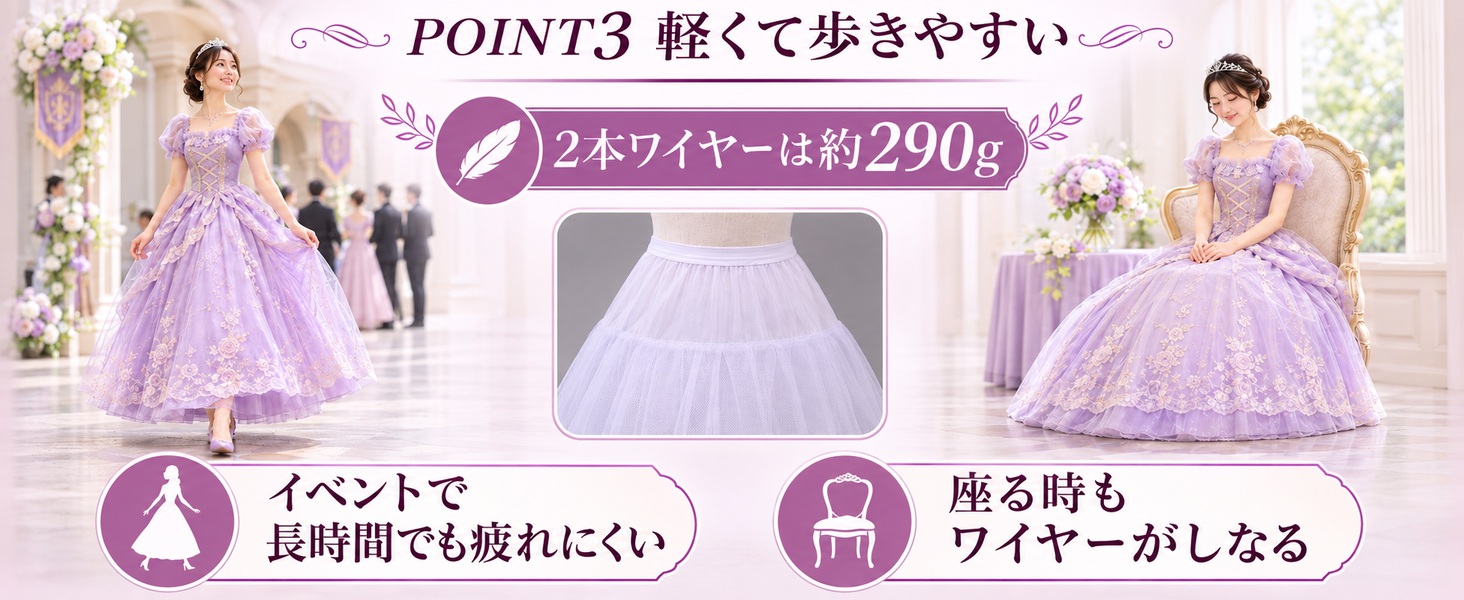 POINT3 軽くて歩きやすい
2本ワイヤーは約290g
イベントで
長時間でも疲れにくい
座る時も
ワイヤーがしなる